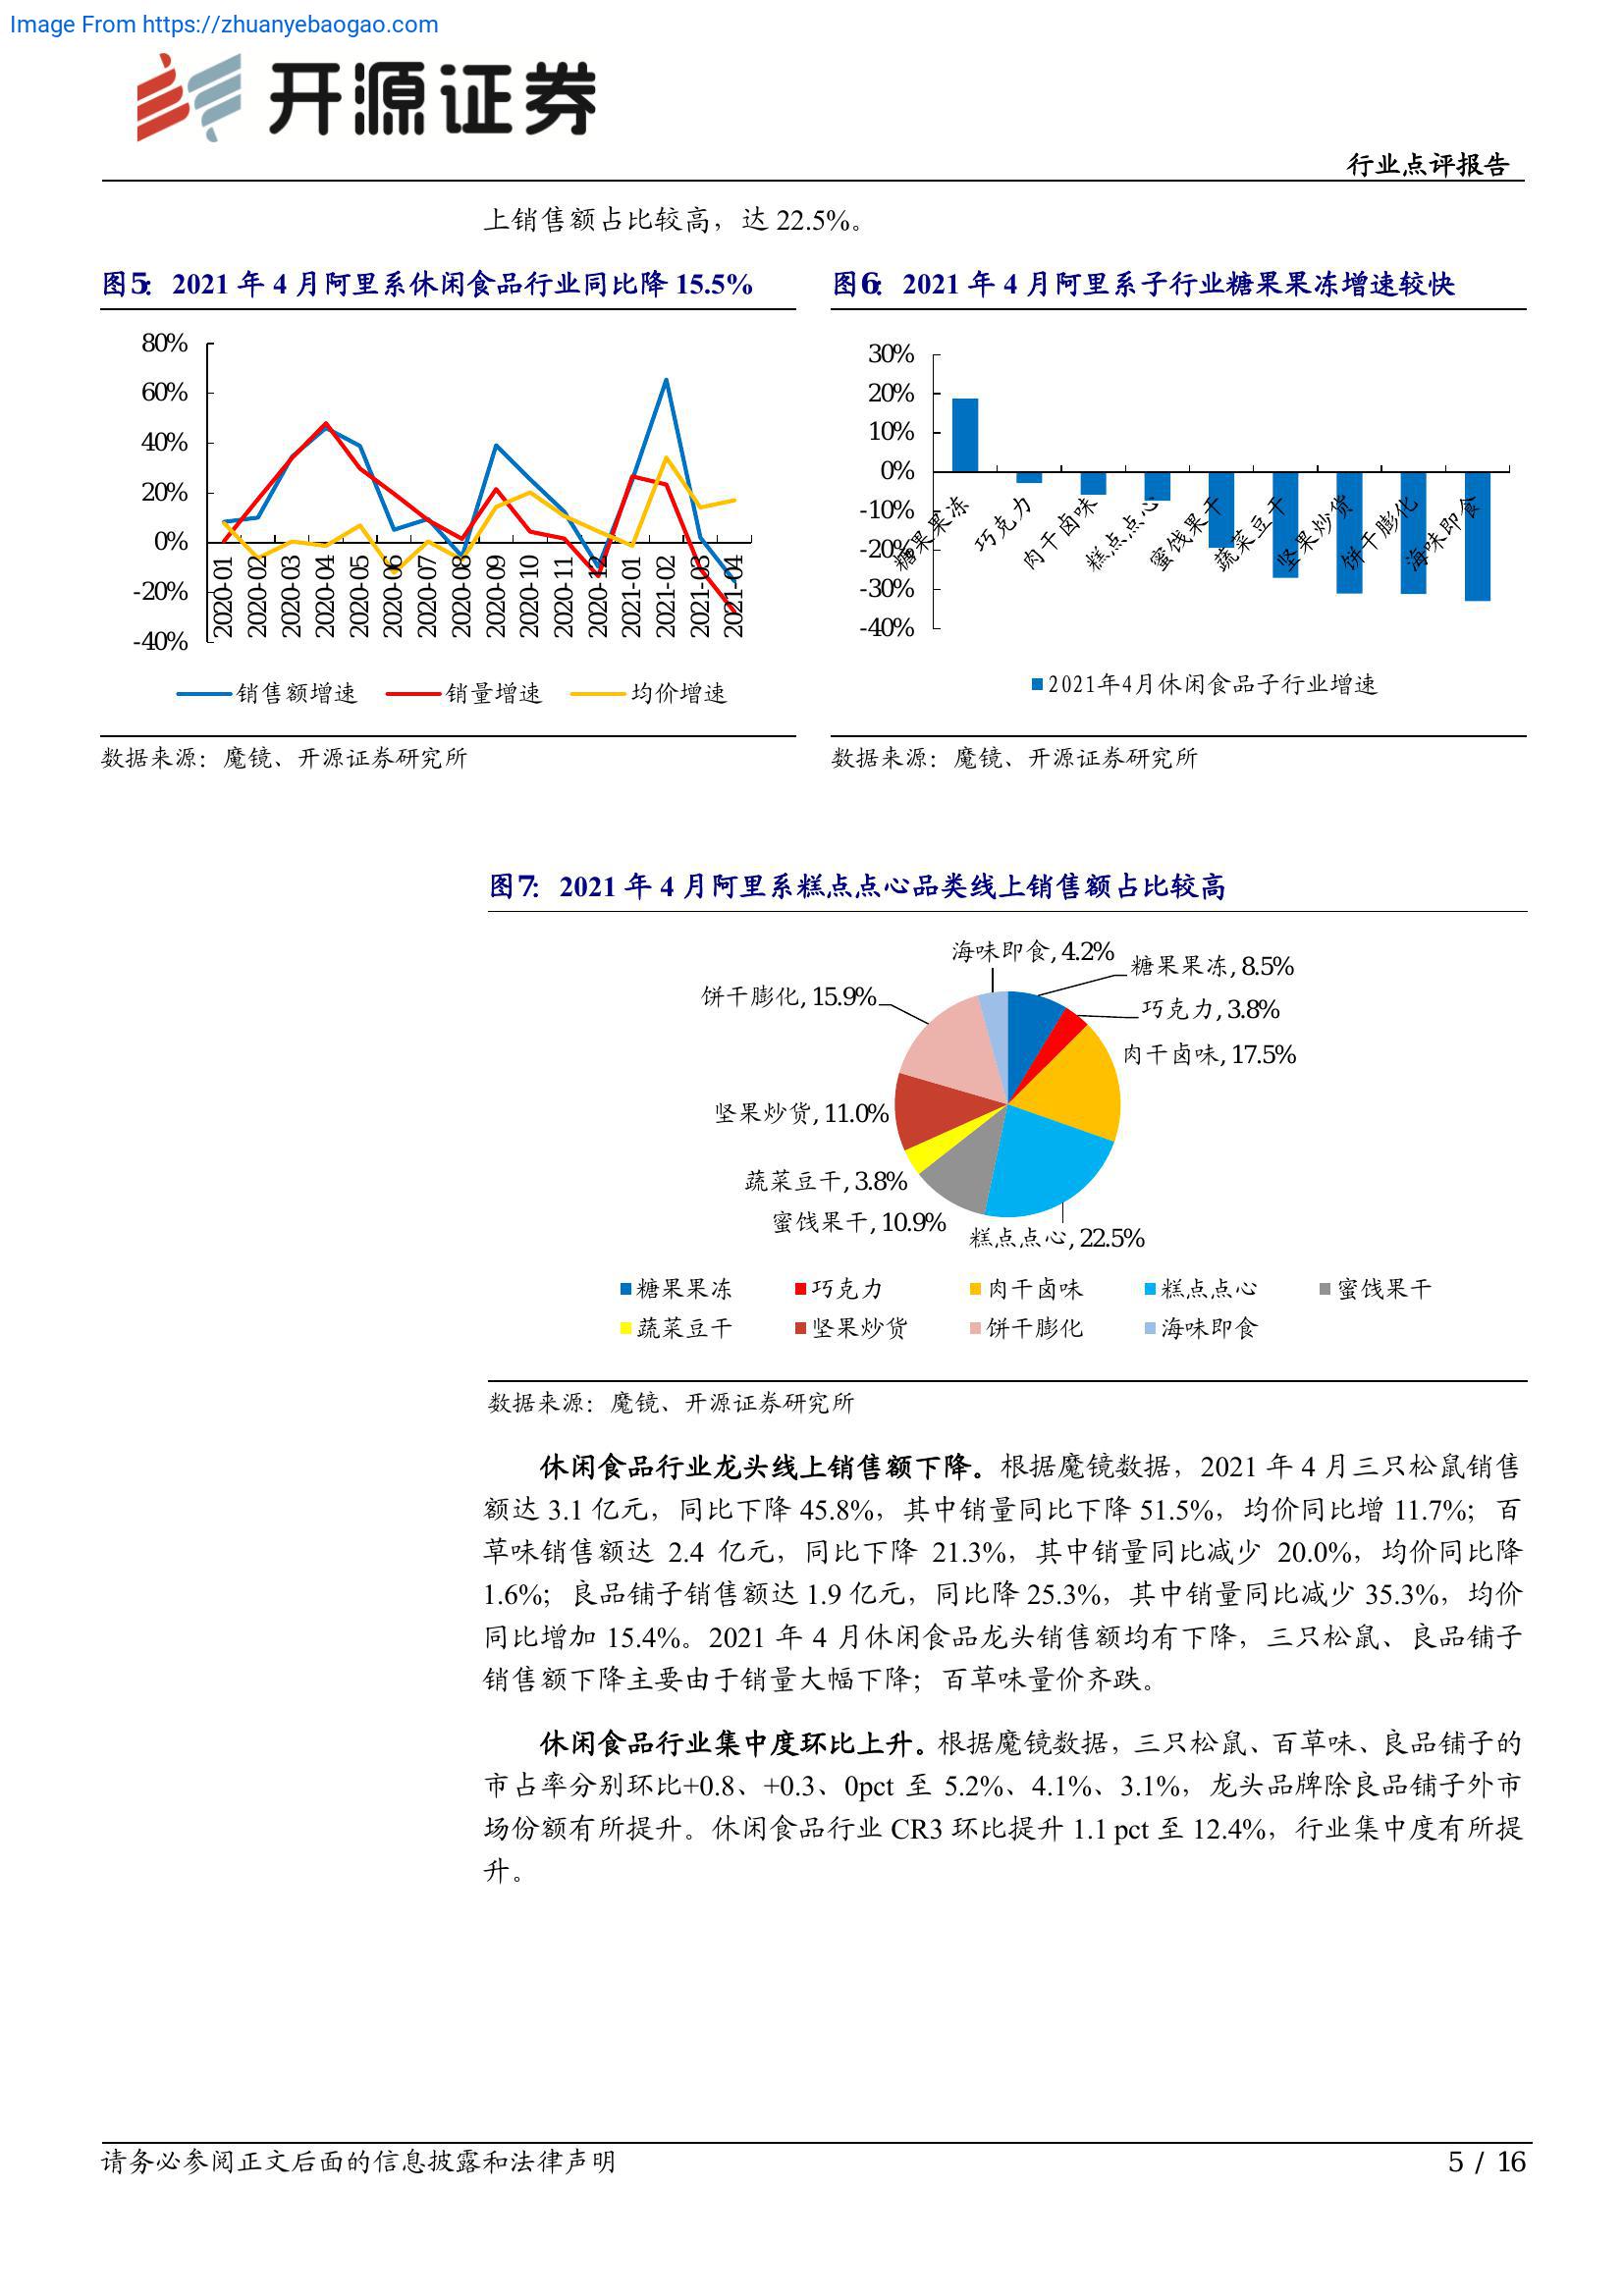 Image From https://zhuanyebaogao.com
开源证券
行业点评报告
上销售额占比较高，达 22.5%。
图5： 2021 年 4 月阿里系休闲食品行业同比降 15.5%
80%
60%
40%
20%
0%
-20%
-40%
2020-01
2020-02
2020-03
2020-04
2020-05
2020-06
2020-07
2020-08
2020-09
2020-10
2020-11
2020-12
2021-01
2021-02
2021-03
2021-04
销售额增速 销量增速 均价增速
数据来源：魔镜、开源证券研究所
图6： 2021 年 4 月阿里系子行业糖果果冻增速较快
30%
20%
10%
0%
-10%
-20%
-30%
-40%
糖果果冻
巧克力
肉干卤味
糕点点心
蜜饯果干
蔬菜豆干
坚果炒货
饼干膨化
海味即食
2021年4月休闲食品子行业增速
数据来源：魔镜、开源证券研究所
图7： 2021 年 4 月阿里系糕点点心品类线上销售额占比较高
海味即食, 4.2%
糖果果冻, 8.5%
饼干膨化, 15.9%
巧克力, 3.8%
肉干卤味, 17.5%
坚果炒货, 11.0%
蔬菜豆干, 3.8%
蜜饯果干, 10.9%
糕点点心, 22.5%
糖果果冻 巧克力 肉干卤味 糕点点心 蜜饯果干
蔬菜豆干 坚果炒货 饼干膨化 海味即食
数据来源：魔镜、开源证券研究所
休闲食品行业龙头线上销售额下降。根据魔镜数据，2021 年 4 月三只松鼠销售
额达 3.1 亿元，同比下降 45.8%，其中销量同比下降 51.5%，均价同比增 11.7%；百
草味销售额达 2.4 亿元，同比下降 21.3%，其中销量同比减少 20.0%，均价同比降
1.6%；良品铺子销售额达 1.9 亿元，同比降 25.3%，其中销量同比减少 35.3%，均价
同比增加 15.4%。2021 年 4 月休闲食品龙头销售额均有下降，三只松鼠、良品铺子
销售额下降主要由于销量大幅下降；百草味量价齐跌。
休闲食品行业集中度环比上升。根据魔镜数据，三只松鼠、百草味、良品铺子的
市占率分别环比+0.8、+0.3、0pct 至 5.2%、4.1%、3.1%，龙头品牌除良品铺子外市
场份额有所提升。休闲食品行业 CR3 环比提升 1.1 pct 至 12.4%，行业集中度有所提
升。
请务必参阅正文后面的信息披露和法律声明
5 / 16